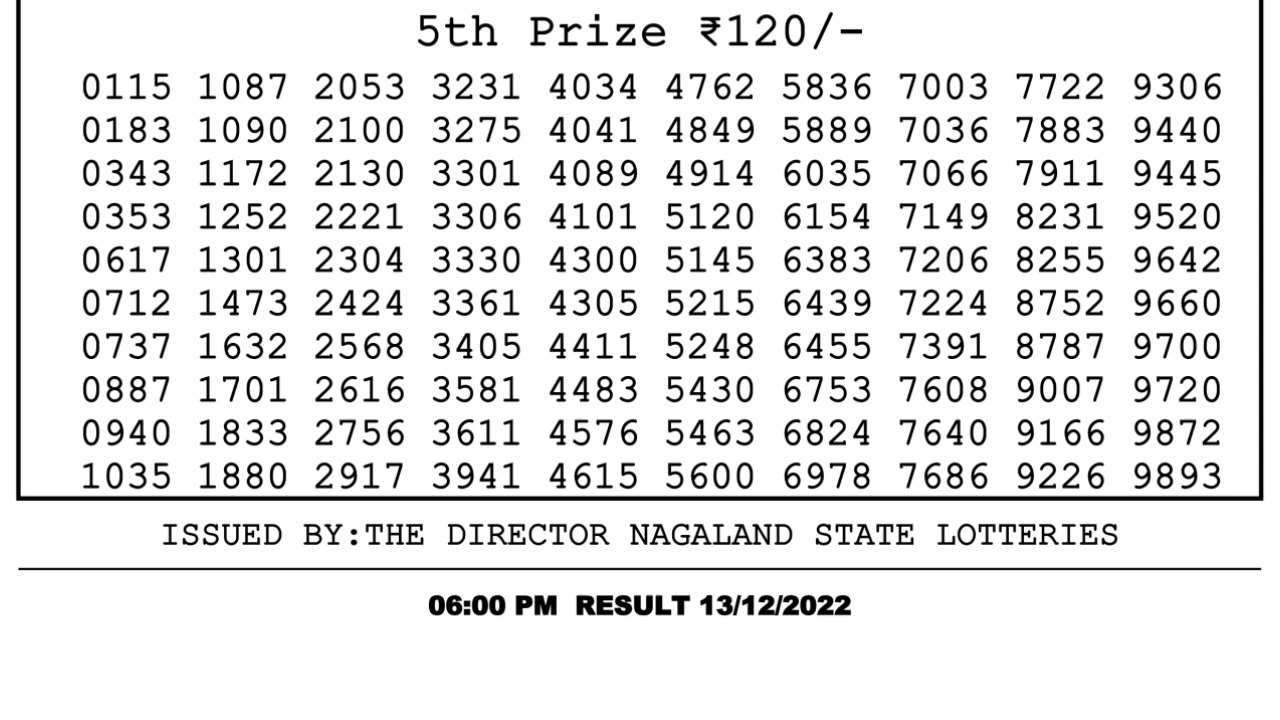 5th Prize ₹120/-
0115 1087 2053 3231 4034 4762 5836 7003 7722 9306
0183 1090 2100 3275 4041 4849 5889 7036 7883 9440
0343 1172 2130 3301 4089 4914 6035 7066 7911 9445
0353 1252 2221 3306 4101 5120 6154 7149 8231 9520
0617 1301 2304 3330 4300 5145 6383 7206 8255 9642
0712 1473 2424 3361 4305 5215 6439 7224 8752 9660
0737 1632 2568 3405 4411 5248 6455 7391 8787 9700
0887 1701 2616 3581 4483 5430 6753 7608 9007 9720
0940 1833 2756 3611 4576 5463 6824 7640 9166 9872
1035 1880 2917 3941 4615 5600 6978 7686 9226 9893
ISSUED BY:THE DIRECTOR NAGALAND STATE LOTTERIES
06:00 PM RESULT 13/12/2022